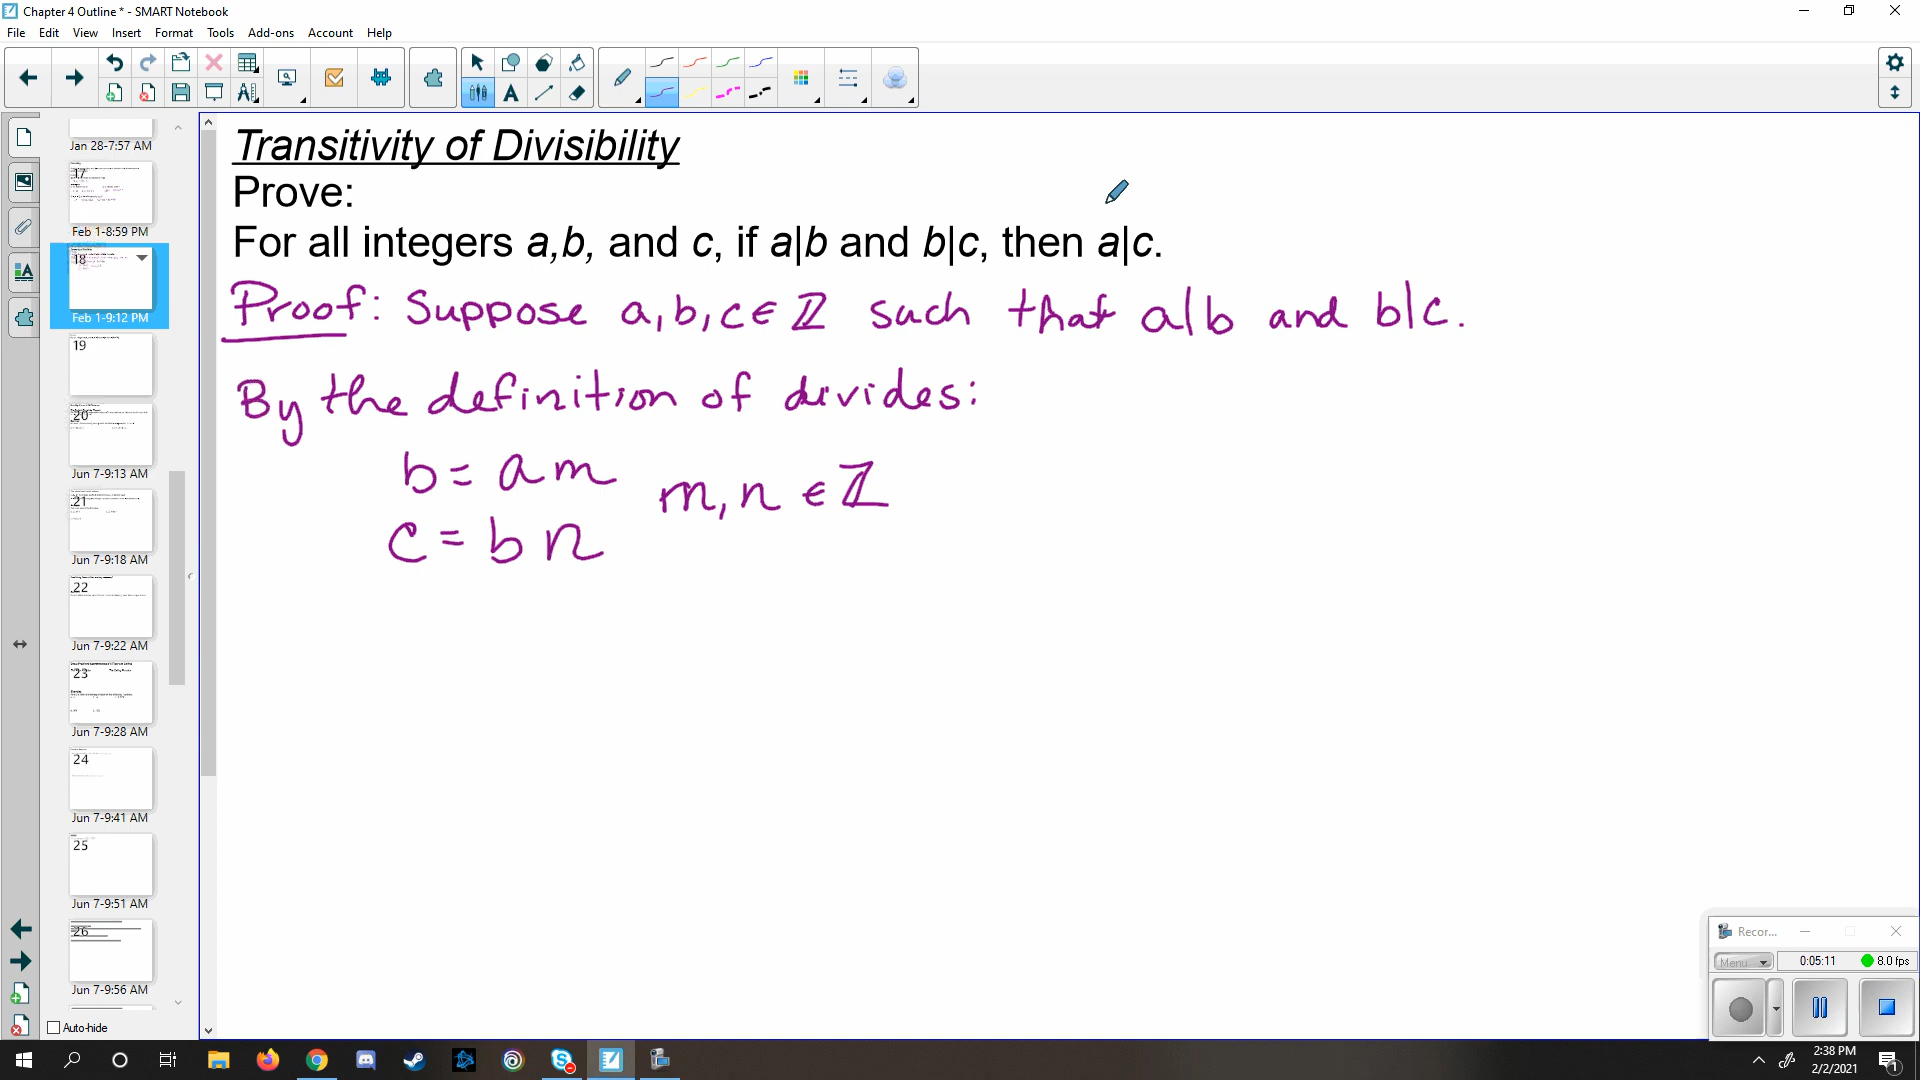 Chapter 4 Outline * - SMART Notebook
File Edit View Insert Format Tools Add-ons Account Help
Jan 28-7:57 AM
17
Feb 1-8:59 PM
18
Feb 1-9:12 PM
19
20
Jun 7-9:13 AM
21
Jun 7-9:18 AM
22
Jun 7-9:22 AM
23
Jun 7-9:28 AM
24
Jun 7-9:41 AM
25
Jun 7-9:51 AM
26
Jun 7-9:56 AM
Auto-hide
Transitivity of Divisibility
Prove:
For all integers a,b, and c, if a|b and b|c, then a|c.
Proof: Suppose a,b,c∈ℤ such that a|b and b|c.
By the definition of divides:
b = am
m,n ∈ ℤ
c = bn
Recor...
Menu 0:05:11 8.0 fps
2:38 PM
2/2/2021
1